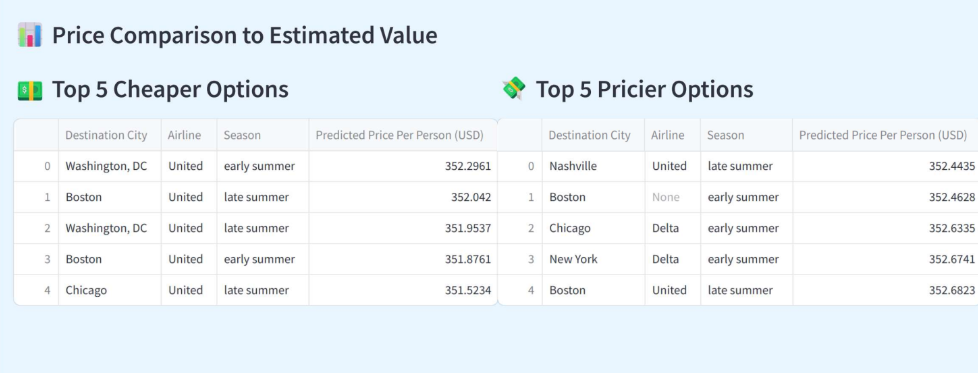 Price Comparison to Estimated Value
Top 5 Cheaper Options
Destination City Airline Season Predicted Price Per Person (USD)
0 Washington, DC United early summer 352.2961
1 Boston United late summer 352.042
2 Washington, DC United late summer 351.9537
3 Boston United early summer 351.8761
4 Chicago United late summer 351.5234
Top 5 Pricier Options
Destination City Airline Season Predicted Price Per Person (USD)
0 Nashville United late summer 352.4435
1 Boston None early summer 352.4628
2 Chicago Delta early summer 352.6335
3 New York Delta early summer 352.6741
4 Boston United late summer 352.6823